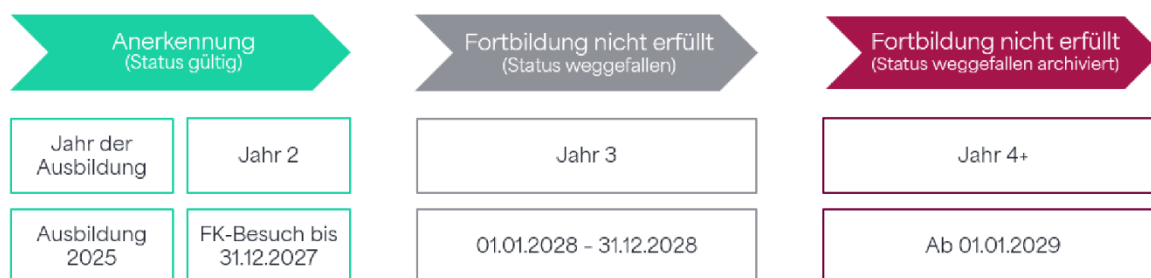 Anerkennung
(Status gültig)
Fortbildung nicht erfüllt
(Status weggefallen)
Fortbildung nicht erfüllt
(Status weggefallen archiviert)
Jahr der
Ausbildung
Jahr 2
Jahr 3
Jahr 4+
Ausbildung
2025
FK-Besuch bis
31.12.2027
01.01.2028 – 31.12.2028
Ab 01.01.2029